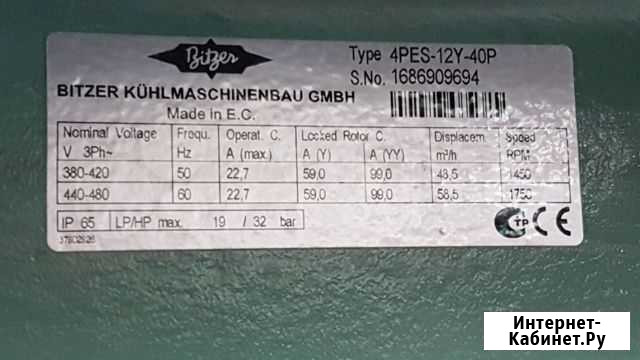 Bitzer
Type 4PES-12Y-40P
S.No. 1686909694
BITZER KÜHLMASCHINENBAU GMBH
Made in E.C.
Nominal Voltage Frequ. Operat. C. Locked Rotor C. Displacem. Speed
V 3Ph~ Hz A (max.) A (Y) A (YY) m³/h RPM
380-420 50 22,7 59,0 99,0 48,5 1450
440-480 60 22,7 59,0 99,0 58,5 1750
IP 65 LP/HP max. 19 / 32 bar
CE
Интернет-
Кабинет.Ру